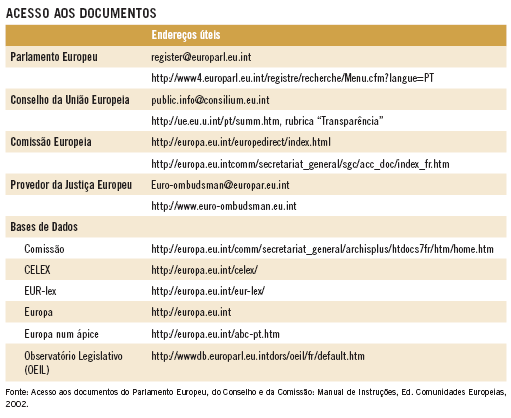 ACESSO AOS DOCUMENTOS
Endereços úteis
Parlamento Europeu register@europarl.eu.int
http://www4.europarl.eu.int/registre/recherche/Menu.cfm?langue=PT
Conselho da União Europeia public.info@consilium.eu.int
http://ue.eu.u.int/pt/summ.htm, rubrica “Transparência”
Comissão Europeia http://europa.eu.int/europedirect/index.html
http://europa.eu.intcomm/secretariat_general/sgc/acc_doc/index_fr.htm
Provedor da Justiça Europeu Euro-ombudsman@europar.eu.int
http://www.euro-ombudsman.eu.int
Bases de Dados
Comissão http://europa.eu.int/comm/secretariat_general/archisplus/htdocs7fr/htm/home.htm
CELEX http://europa.eu.int/celex/
EUR-lex http://europa.eu.int/eur-lex/
Europa http://europa.eu.int
Europa num ápice http://europa.eu.int/abc-pt.htm
Observatório Legislativo http://wwwdb.europarl.eu.intdors/oeil/fr/default.htm
(OEIL)
Fonte: Acesso aos documentos do Parlamento Europeu, do Conselho e da Comissão: Manual de Instruções, Ed. Comunidades Europeias,
2002.